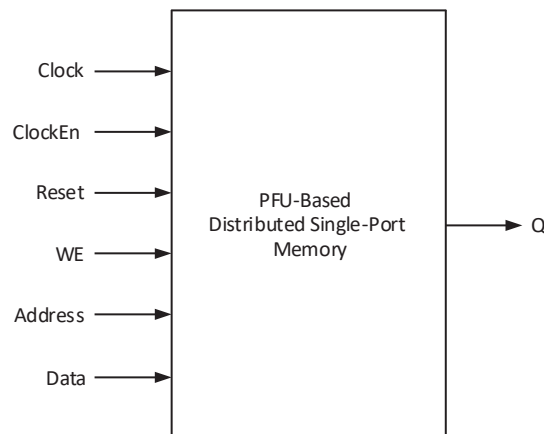 Clock
ClockEn
Reset
WE
Address
Data
PFU-Based
Distributed Single-Port
Memory
Q